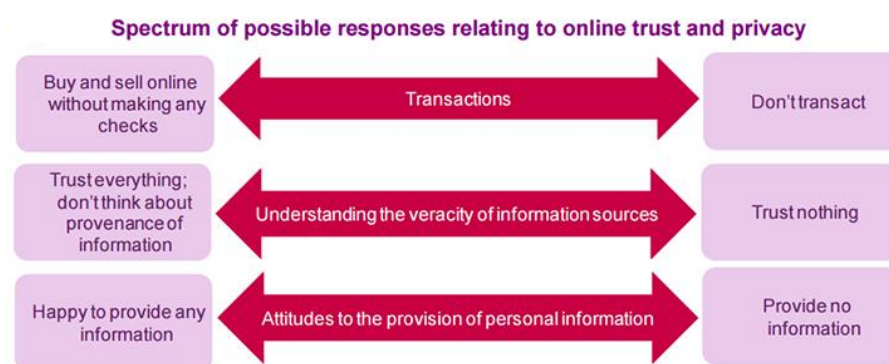 Spectrum of possible responses relating to online trust and privacy
Buy and sell online
without making any
checks
Transactions
Don't transact
Trust everything;
don't think about
provenance of
information
Understanding the veracity of information sources
Trust nothing
Happy to provide any
information
Attitudes to the provision of personal information
Provide no
information